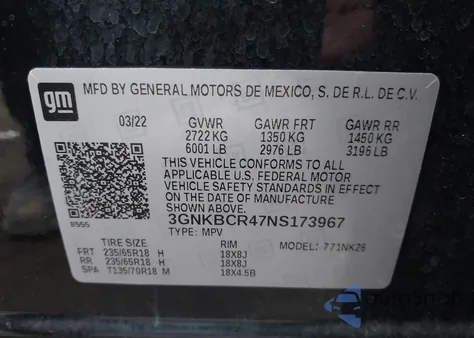 gm
MFD BY GENERAL MOTORS DE MEXICO, S. DE R.L. DE C.V.
03/22 GVWR GAWR FRT GAWR RR
2722 KG 1350 KG 1450 KG
6001 LB 2976 LB 3196 LB
THIS VEHICLE CONFORMS TO ALL
APPLICABLE U.S. FEDERAL MOTOR
VEHICLE SAFETY STANDARDS IN EFFECT
ON THE DATE OF MANUFACTURE
SHOWN ABOVE.
8555
3GNKBCR47NS173967
TYPE: MPV MODEL: 771NK26
TIRE SIZE RIM
FRT 235/65R18 H 18X8J
RR 235/65R18 H 18X8J
SPA T135/70R18 M 18X4.5B